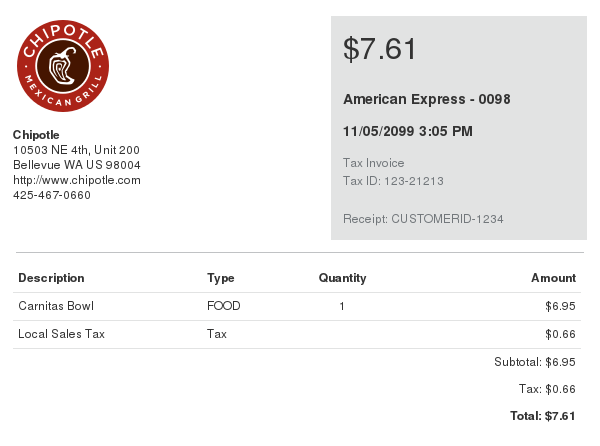 CHIPOTLE
MEXICAN GRILL
$7.61
American Express - 0098
11/05/2099 3:05 PM
Tax Invoice
Tax ID: 123-21213
Receipt: CUSTOMERID-1234
Chipotle
10503 NE 4th, Unit 200
Bellevue WA US 98004
http://www.chipotle.com
425-467-0660
Description Type Quantity Amount
Carnitas Bowl FOOD 1 $6.95
Local Sales Tax Tax $0.66
Subtotal: $6.95
Tax: $0.66
Total: $7.61